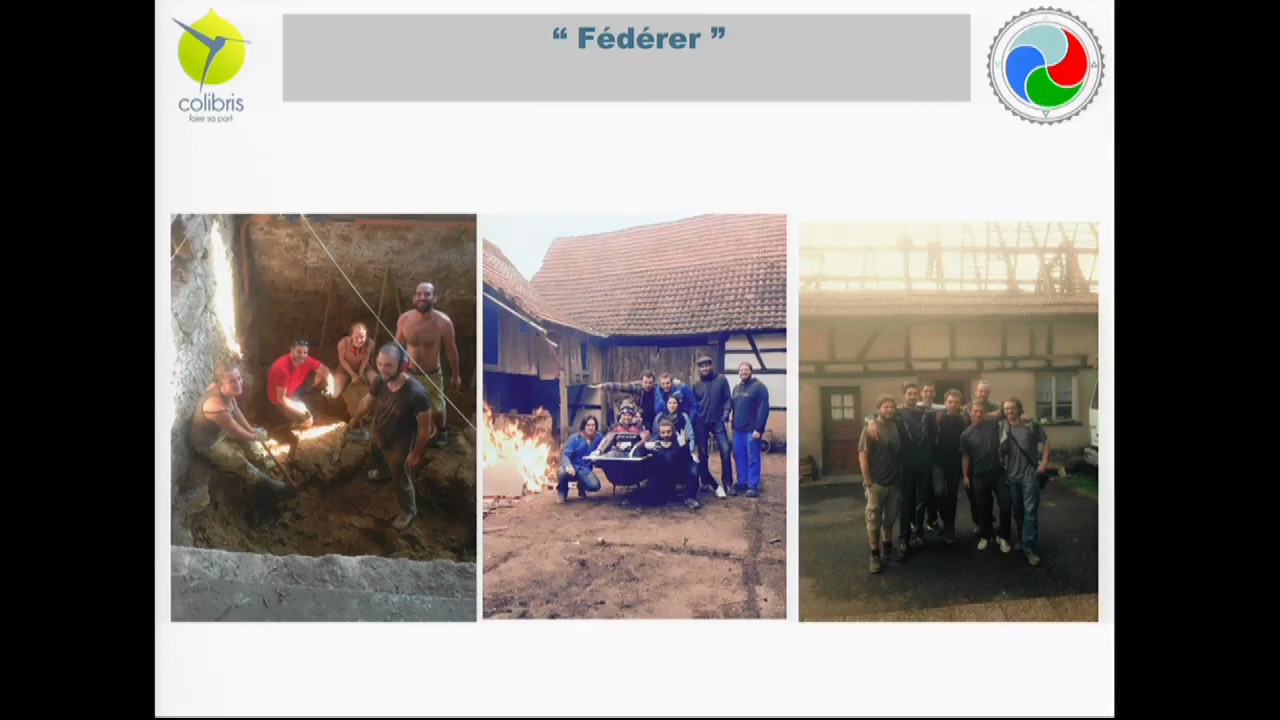 “ Fédérer ”
colibris
faire sa part